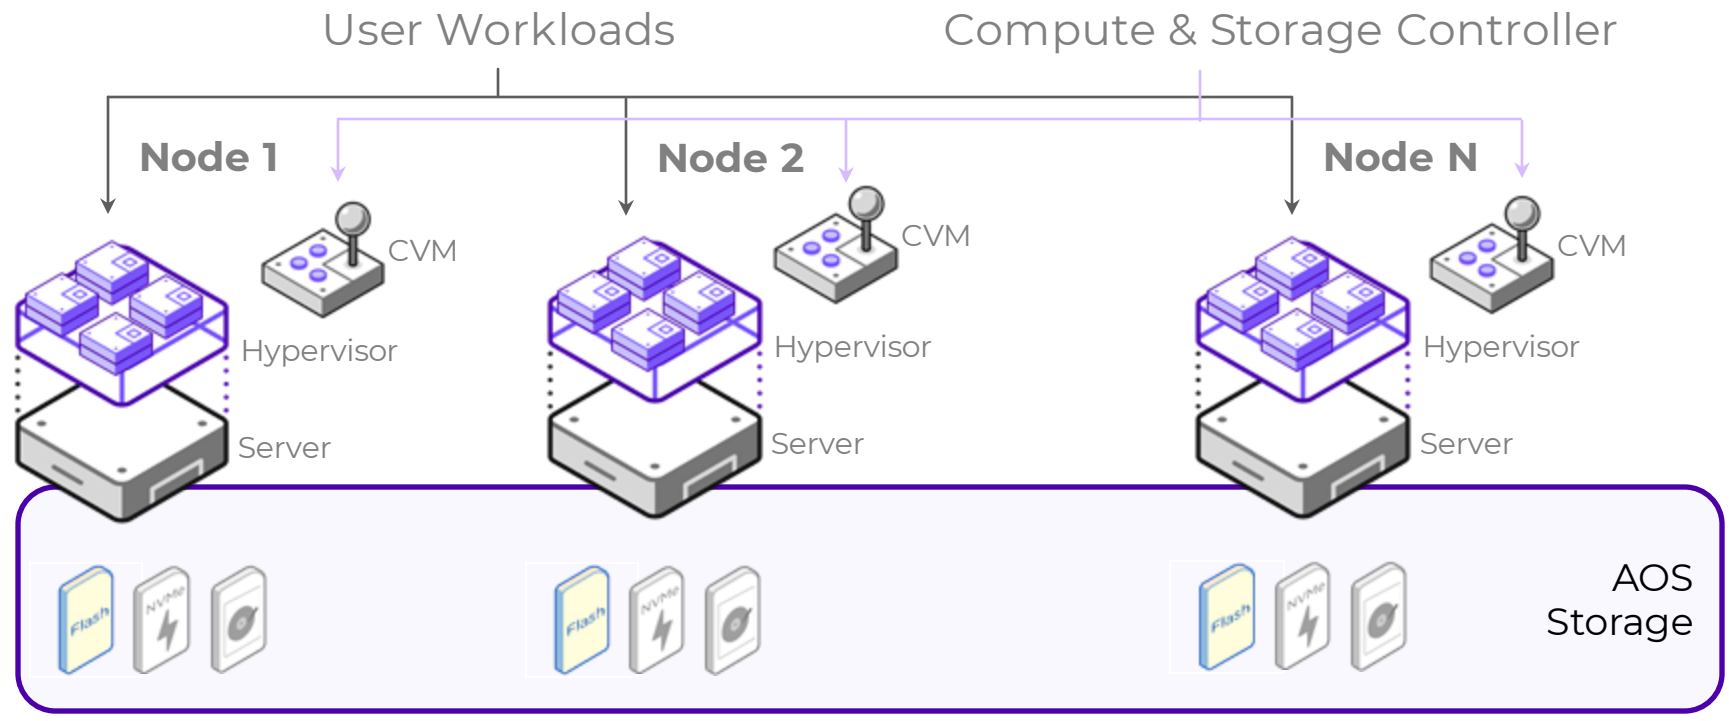 User Workloads
Compute & Storage Controller
Node 1
Node 2
Node N
CVM
CVM
CVM
Hypervisor
Hypervisor
Hypervisor
Server
Server
Server
Flash
NVMe
Flash
NVMe
Flash
NVMe
AOS
Storage